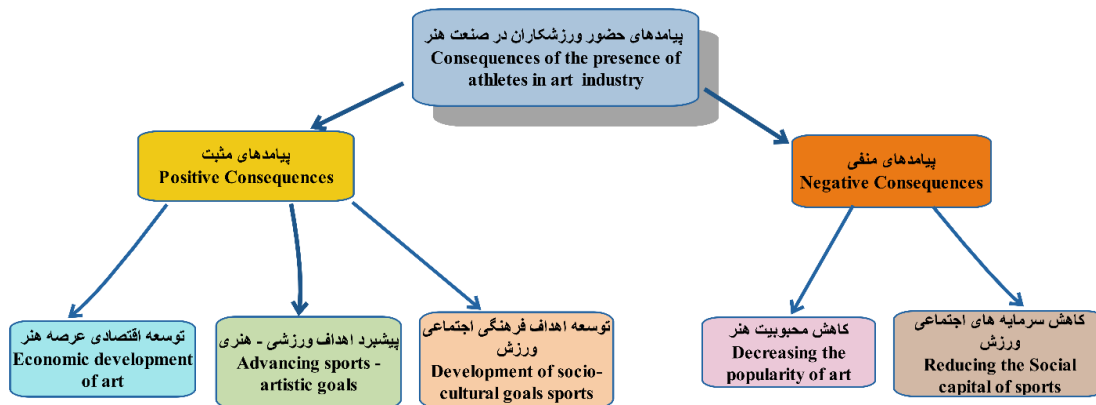 پیامدهای حضور ورزشکاران در صنعت هنر
Consequences of the presence of
athletes in art industry
پیامدهای مثبت
Positive Consequences
پیامدهای منفی
Negative Consequences
توسعه اقتصادی عرصه هنر
Economic development
of art
پیشبرد اهداف ورزشی - هنری
Advancing sports -
artistic goals
توسعه اهداف فرهنگی اجتماعی
ورزش
Development of socio-
cultural goals sports
کاهش محبوبیت هنر
Decreasing the
popularity of art
کاهش سرمایه های اجتماعی
ورزش
Reducing the Social
capital of sports